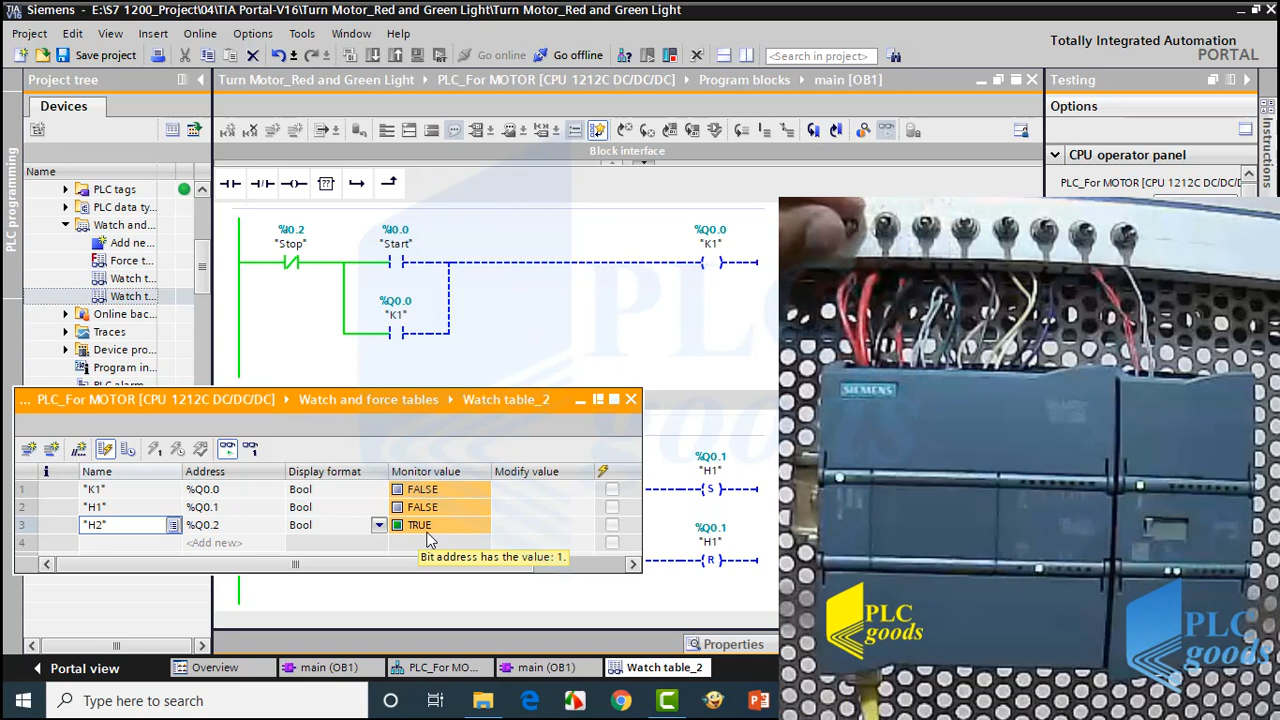 TIA V16 Siemens - E:\S7 1200_Project\04\TIA Portal-V16\Turn Motor_Red and Green Light\Turn Motor_Red and Green Light
Project Edit View Insert Online Options Tools Window Help
Totally Integrated Automation
PORTAL
Save project Go online Go offline <Search in project>
Project tree
Turn Motor_Red and Green Light PLC_For MOTOR [CPU 1212C DC/DC/DC] Program blocks main [OB1]
Testing
Devices
Options
Block interface
CPU operator panel
PLC_For MOTOR [CPU 1212C DC/DC/D
Name
PLC tags
PLC data ty...
Watch and...
Add ne...
Force t...
Watch t...
Watch t...
Online bac...
Traces
Device pro...
Program in...
PLC alarm
PLC programming
Instructions
%I0.2
"Stop"
%I0.0
"Start"
%Q0.0
"K1"
%Q0.0
"K1"
%Q0.1
"H1"
S
%Q0.1
"H1"
R
... PLC_For MOTOR [CPU 1212C DC/DC/DC] Watch and force tables Watch table_2
i Name Address Display format Monitor value Modify value
1 "K1" %Q0.0 Bool FALSE
2 "H1" %Q0.1 Bool FALSE
3 "H2" %Q0.2 Bool TRUE
4 <Add new>
Bit address has the value: 1.
SIEMENS
PLC
goods
PLC
goods
PLC
goods
Properties
Portal view Overview main (OB1) PLC_For MO... main (OB1) Watch table_2
Type here to search